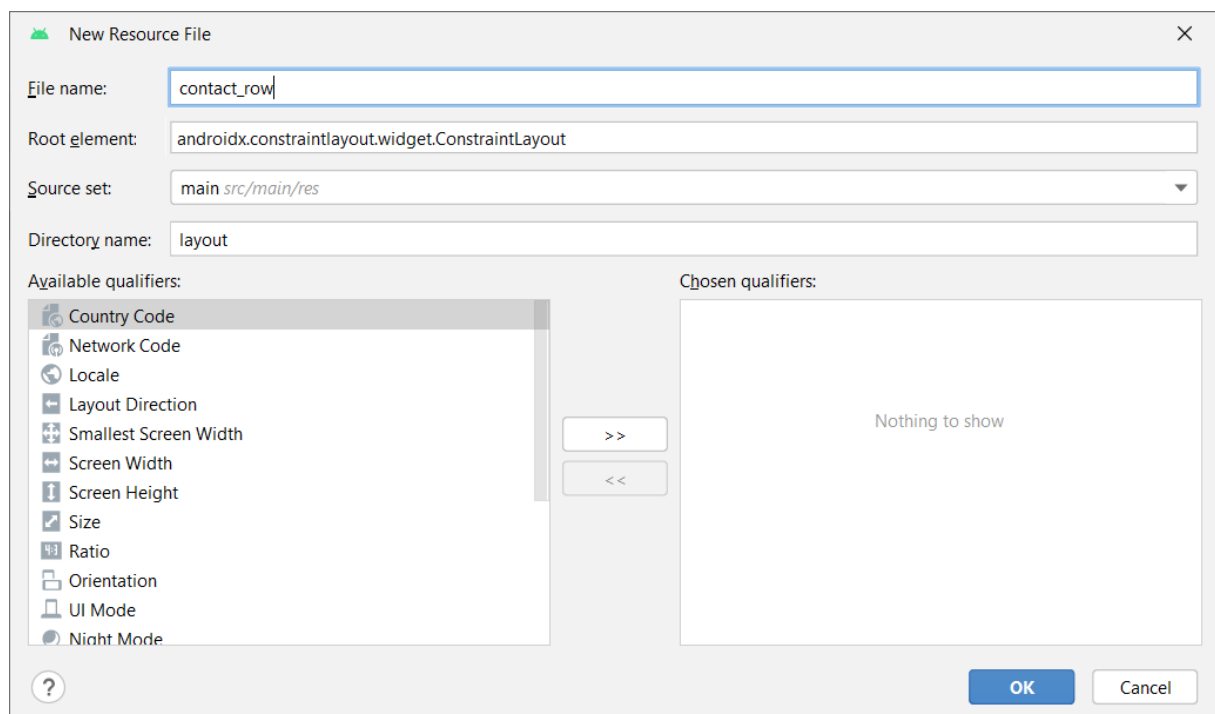 New Resource File
File name: contact_row
Root element: androidx.constraintlayout.widget.ConstraintLayout
Source set: main src/main/res
Directory name: layout
Available qualifiers:
Country Code
Network Code
Locale
Layout Direction
Smallest Screen Width
Screen Width
Screen Height
Size
4:3 Ratio
Orientation
UI Mode
Night Mode
>>
<<
Chosen qualifiers:
Nothing to show
?
OK
Cancel